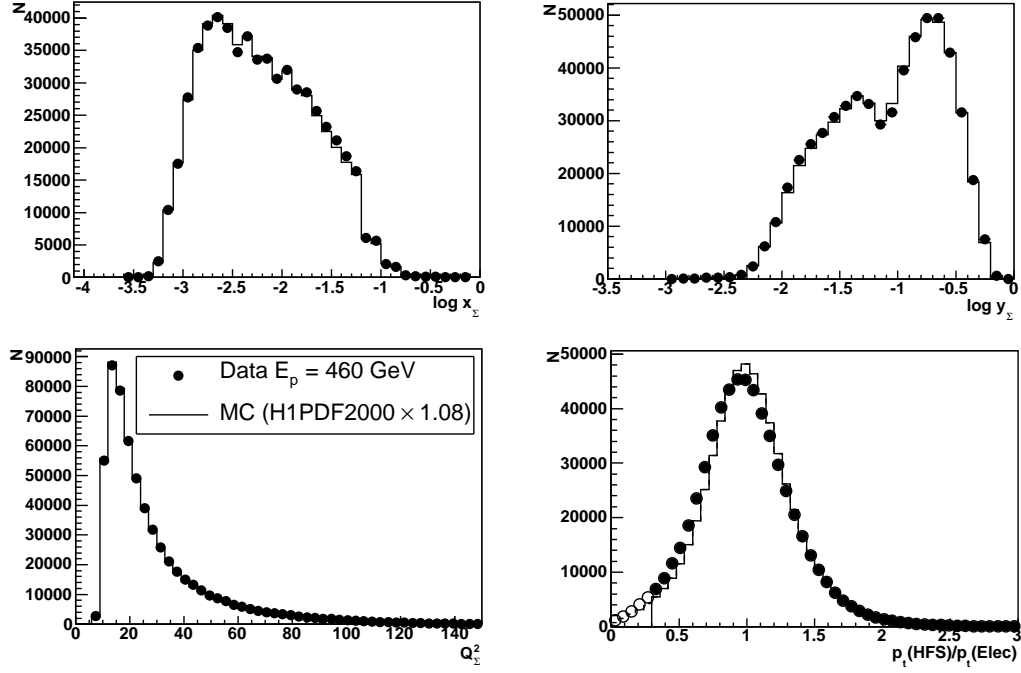 N
40000
35000
30000
25000
20000
15000
10000
5000
0
-4 -3.5 -3 -2.5 -2 -1.5 -1 -0.5 0
log x_Σ
N
50000
40000
30000
20000
10000
0
-3.5 -3 -2.5 -2 -1.5 -1 -0.5 0
log y_Σ
N
90000
80000
70000
60000
50000
40000
30000
20000
10000
0
Data E_p = 460 GeV
MC (H1PDF2000 × 1.08)
0 20 40 60 80 100 120 140
Q²_Σ
N
50000
40000
30000
20000
10000
0
0 0.5 1 1.5 2 2.5 3
p_t(HFS)/p_t(Elec)